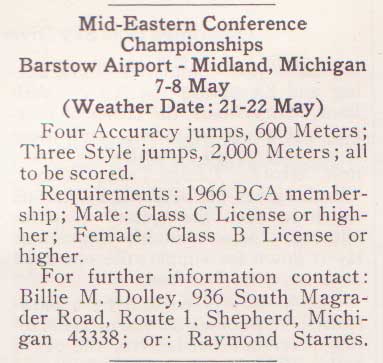 Mid-Eastern Conference
Championships
Barstow Airport - Midland, Michigan
7-8 May
(Weather Date: 21-22 May)
Four Accuracy jumps, 600 Meters;
Three Style jumps, 2,000 Meters; all
to be scored.
Requirements: 1966 PCA member-
ship; Male: Class C License or high-
her; Female: Class B License or
higher.
For further information contact:
Billie M. Dolley, 936 South Magra-
der Road, Route 1, Shepherd, Michi-
gan 43338; or: Raymond Starnes,